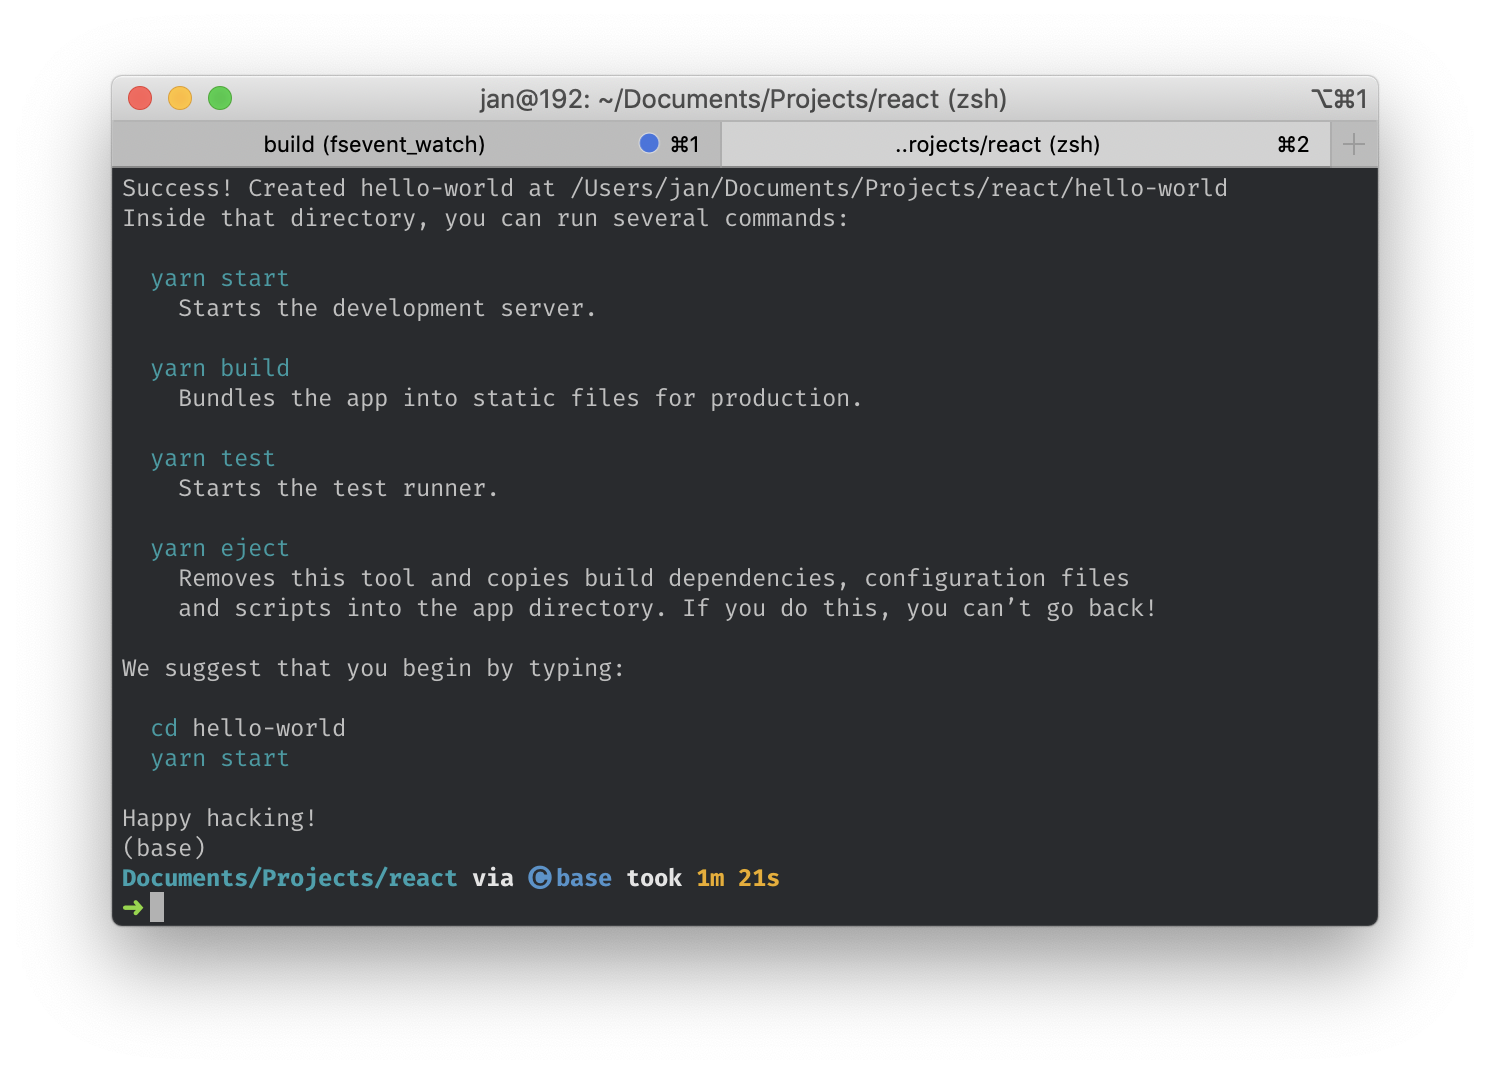 jan@192: ~/Documents/Projects/react (zsh) ⌥⌘1
build (fsevent_watch) ⌘1 ..rojects/react (zsh) ⌘2
Success! Created hello-world at /Users/jan/Documents/Projects/react/hello-world
Inside that directory, you can run several commands:
yarn start
Starts the development server.
yarn build
Bundles the app into static files for production.
yarn test
Starts the test runner.
yarn eject
Removes this tool and copies build dependencies, configuration files
and scripts into the app directory. If you do this, you can’t go back!
We suggest that you begin by typing:
cd hello-world
yarn start
Happy hacking!
(base)
Documents/Projects/react via 🅒 base took 1m 21s
➜